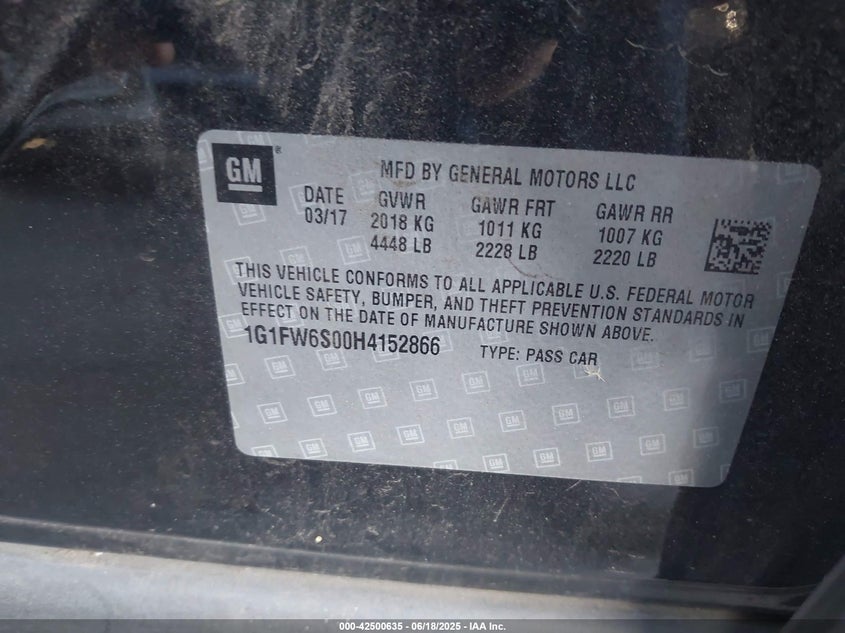 GM ®
MFD BY GENERAL MOTORS LLC
DATE GVWR GAWR FRT GAWR RR
03/17 2018 KG 1011 KG 1007 KG
4448 LB 2228 LB 2220 LB
THIS VEHICLE CONFORMS TO ALL APPLICABLE U.S. FEDERAL MOTOR
VEHICLE SAFETY, BUMPER, AND THEFT PREVENTION STANDARDS IN
EFFECT ON THE DATE OF MANUFACTURE SHOWN ABOVE.
1G1FW6S00H4152866 TYPE: PASS CAR
000-42500635 - 06/18/2025 - IAA Inc.